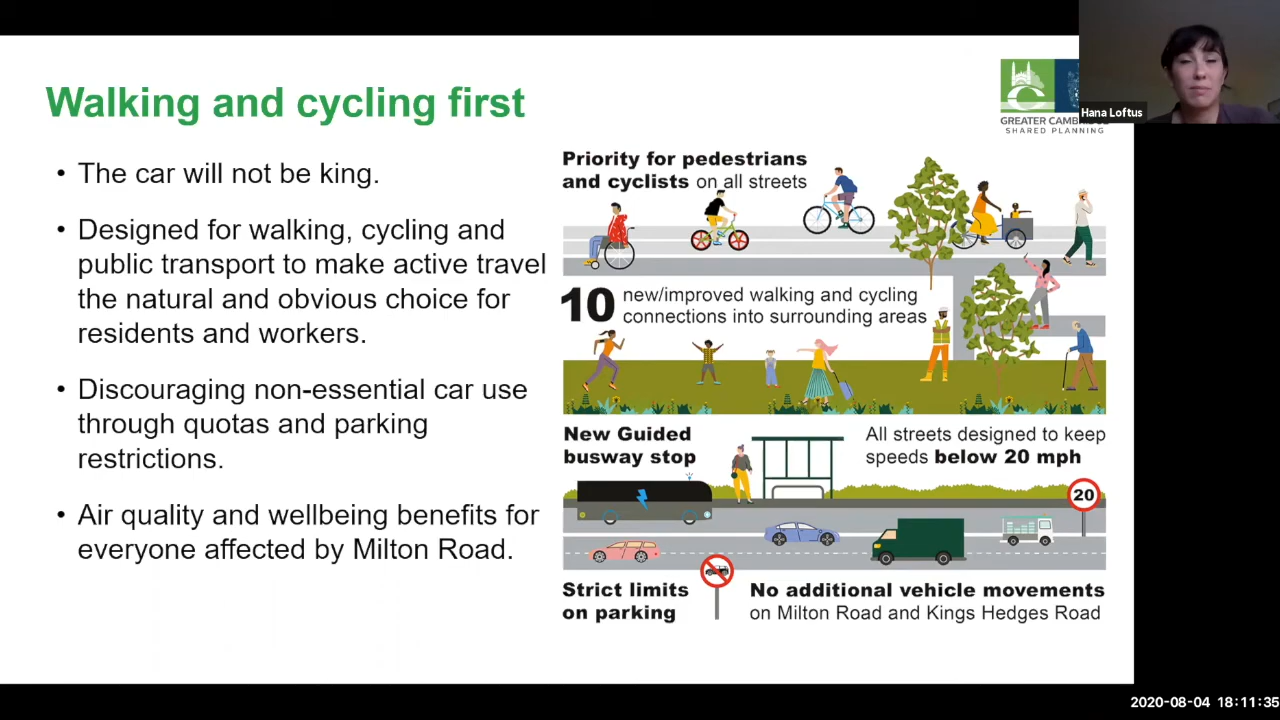 Walking and cycling first
• The car will not be king.
• Designed for walking, cycling and
public transport to make active travel
the natural and obvious choice for
residents and workers.
• Discouraging non-essential car use
through quotas and parking
restrictions.
• Air quality and wellbeing benefits for
everyone affected by Milton Road.
GREATER
SHARED PLANNING
Hana Loftus
Priority for pedestrians
and cyclists on all streets
10 new/improved walking and cycling
connections into surrounding areas
New Guided
busway stop
All streets designed to keep
speeds below 20 mph
20
Strict limits
on parking
No additional vehicle movements
on Milton Road and Kings Hedges Road
2020-08-04 18:11:35